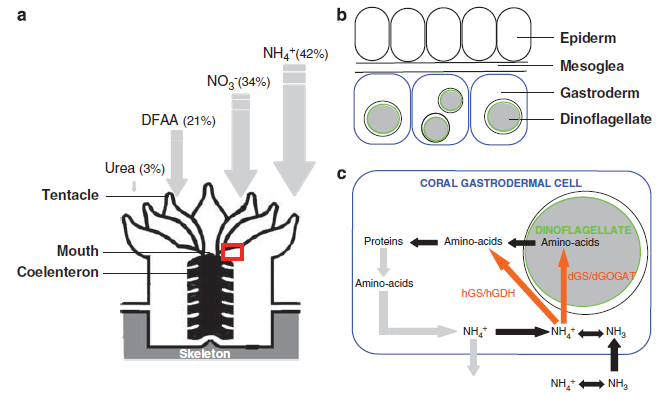 a
NH₄⁺(42%)
NO₃⁻(34%)
DFAA (21%)
Urea (3%)
Tentacle
Mouth
Coelenteron
Skeleton
b
Epiderm
Mesoglea
Gastroderm
Dinoflagellate
c
CORAL GASTRODERMAL CELL
DINOFLAGELLATE
Proteins
Amino-acids
Amino-acids
Amino-acids
dGS/dGOGAT
hGS/hGDH
NH₄⁺
NH₄⁺
NH₃
NH₄⁺
NH₃